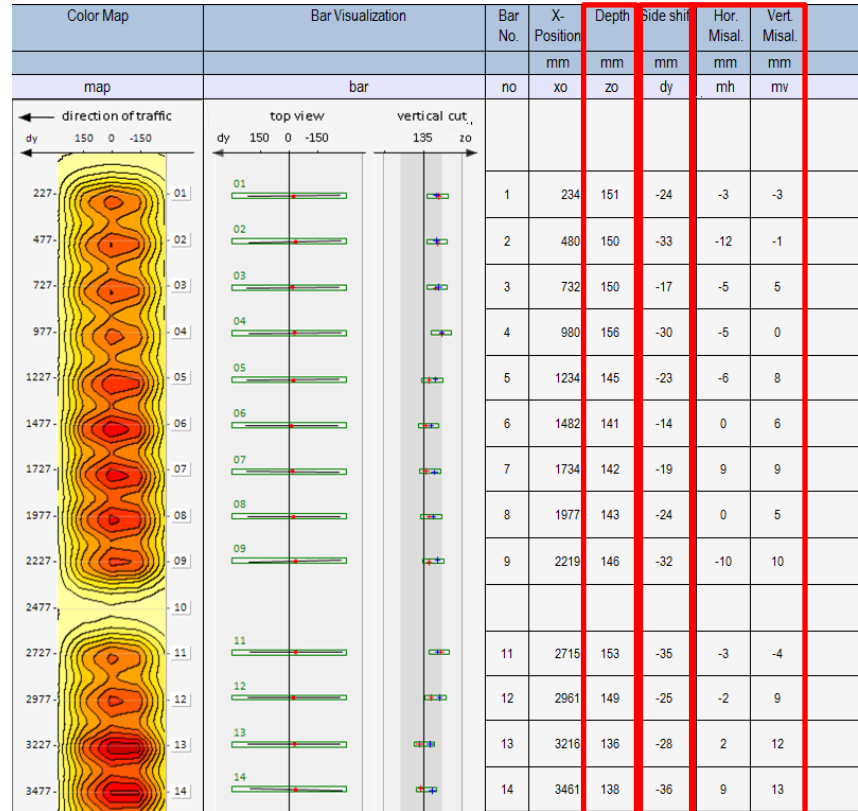 Color Map Bar Visualization Bar No. X-Position Depth Side shif Hor. Misal. Vert. Misal.
mm mm mm mm mm
map bar no xo zo dy mh mv
direction of traffic top view vertical cut
dy 150 0 -150 dy 150 0 -150 135 zo
227 01 01 1 234 151 -24 -3 -3
477 02 02 2 480 150 -33 -12 -1
727 03 03 3 732 150 -17 -5 5
977 04 04 4 980 156 -30 -5 0
1227 05 05 5 1234 145 -23 -6 8
1477 06 06 6 1482 141 -14 0 6
1727 07 07 7 1734 142 -19 9 9
1977 08 08 8 1977 143 -24 0 5
2227 09 09 9 2219 146 -32 -10 10
2477 10
2727 11 11 11 2715 153 -35 -3 -4
2977 12 12 12 2961 149 -25 -2 9
3227 13 13 13 3216 136 -28 2 12
3477 14 14 14 3461 138 -36 9 13